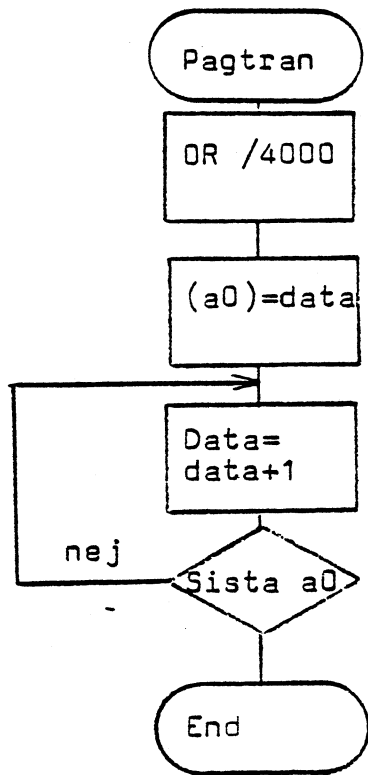 Pagtran
OR /4000
(a0)=data
Data=
data+1
nej
Sista a0
End